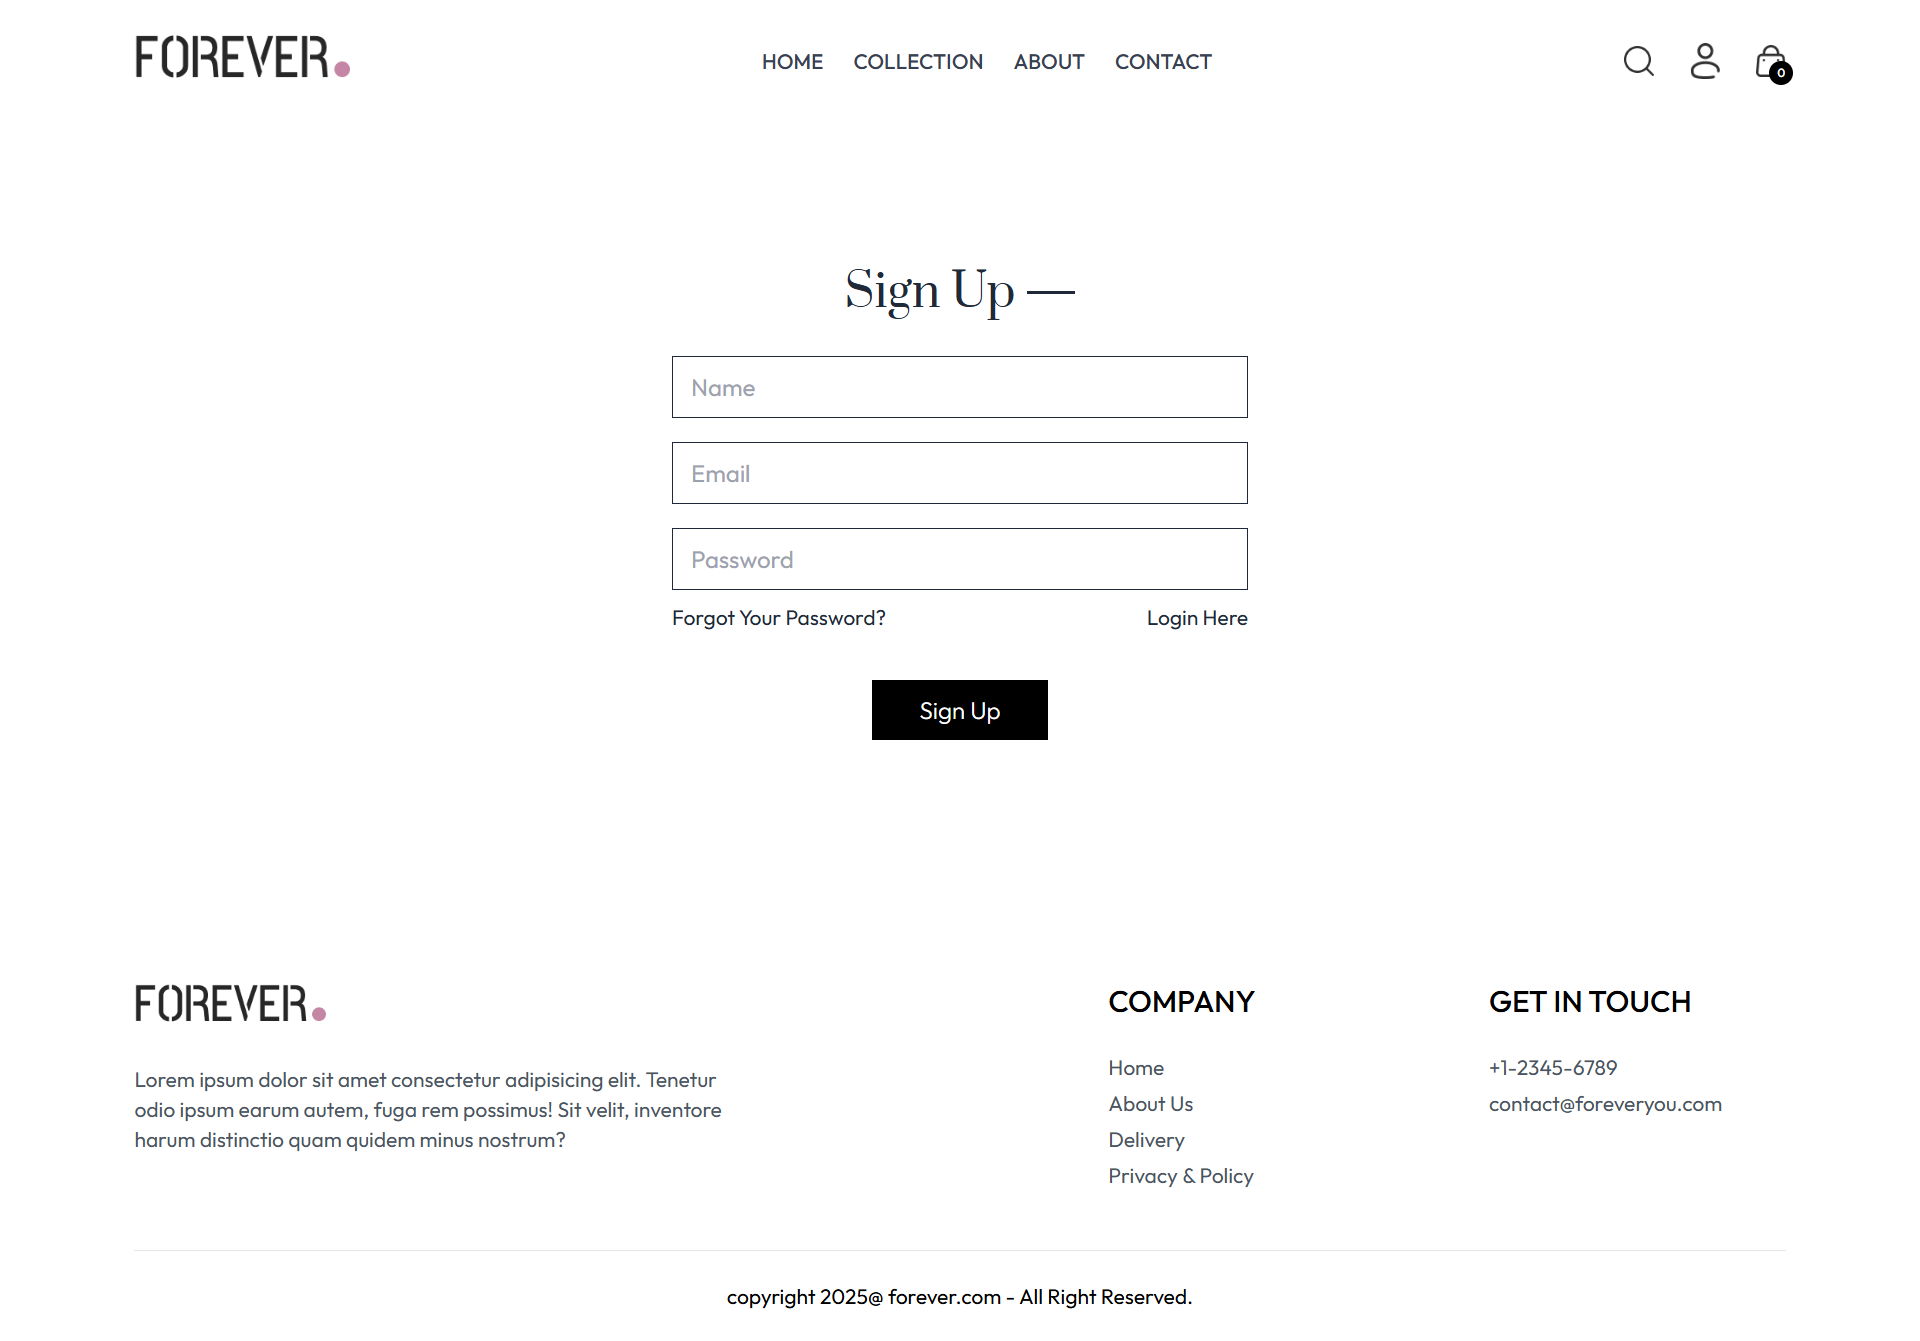 FOREVER.
HOME COLLECTION ABOUT CONTACT
0
Sign Up —
Name
Email
Password
Forgot Your Password? Login Here
Sign Up
FOREVER.
Lorem ipsum dolor sit amet consectetur adipisicing elit. Tenetur
odio ipsum earum autem, fuga rem possimus! Sit velit, inventore
harum distinctio quam quidem minus nostrum?
COMPANY
Home
About Us
Delivery
Privacy & Policy
GET IN TOUCH
+1-2345-6789
contact@foreveryou.com
copyright 2025@ forever.com - All Right Reserved.